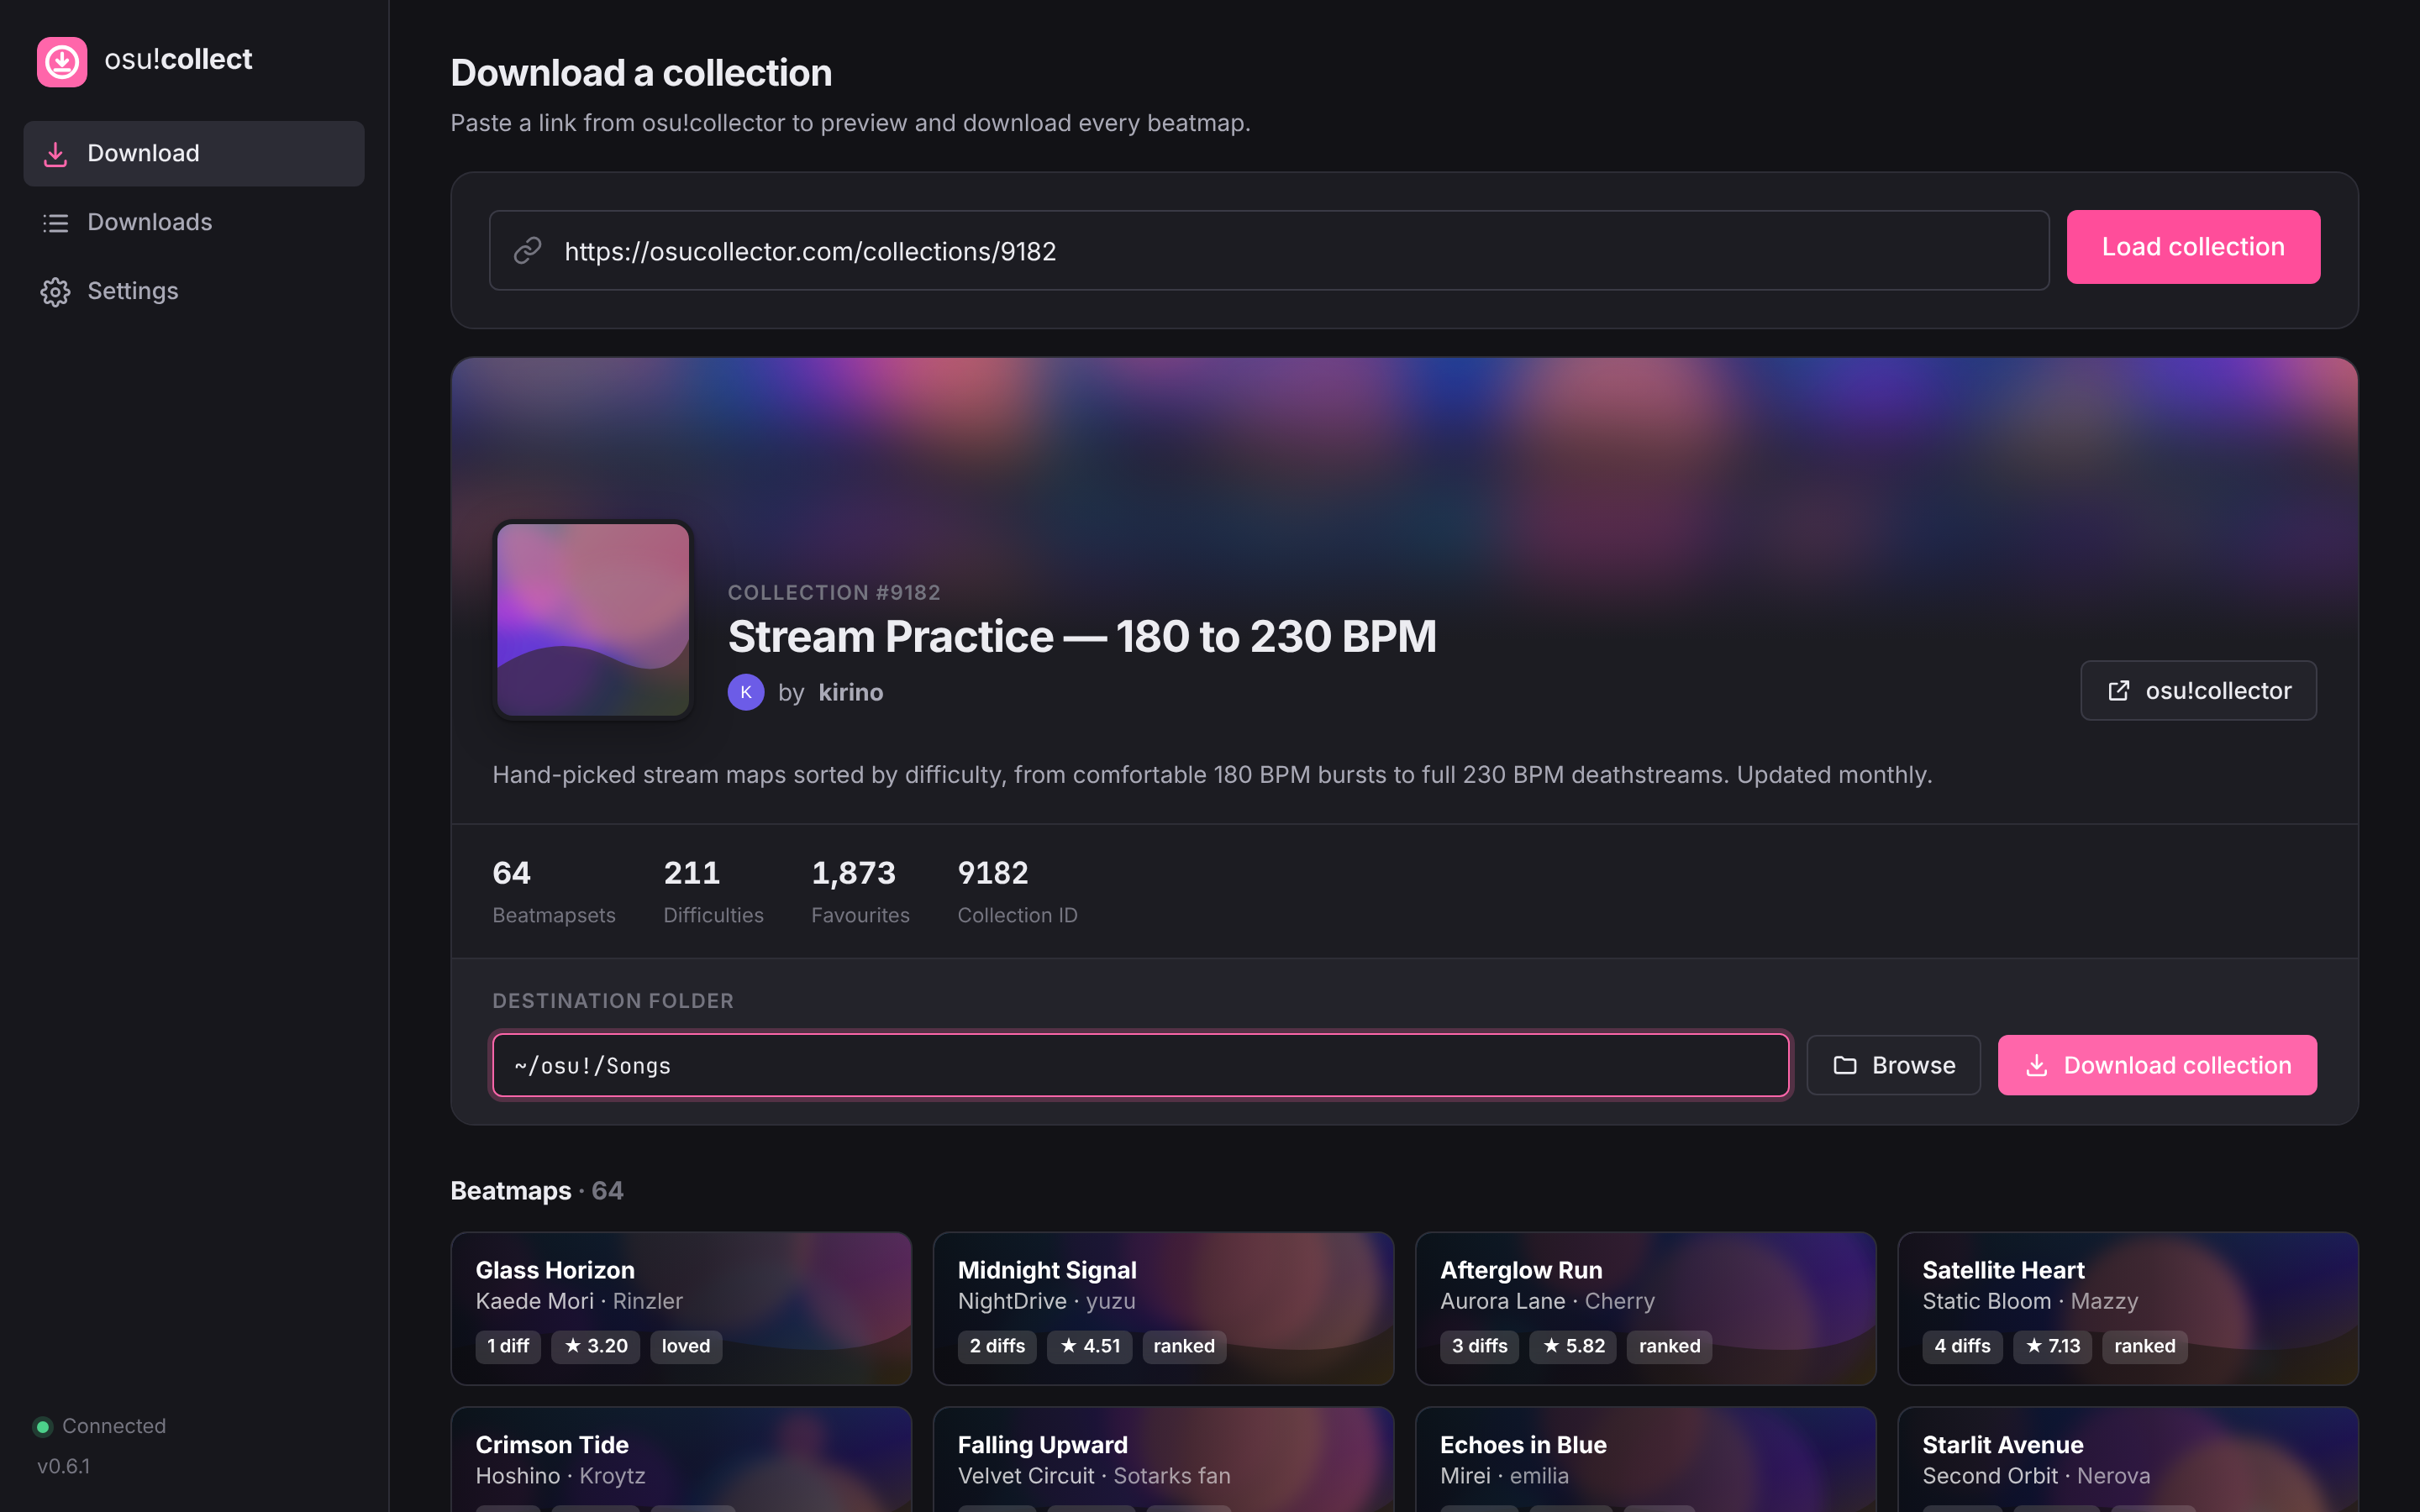 osu!collect
Download
Downloads
Settings
Connected
v0.6.1
Download a collection
Paste a link from osu!collector to preview and download every beatmap.
https://osucollector.com/collections/9182
Load collection
COLLECTION #9182
Stream Practice — 180 to 230 BPM
K by kirino
osu!collector
Hand-picked stream maps sorted by difficulty, from comfortable 180 BPM bursts to full 230 BPM deathstreams. Updated monthly.
64 211 1,873 9182
Beatmapsets Difficulties Favourites Collection ID
DESTINATION FOLDER
~/osu!/Songs
Browse
Download collection
Beatmaps · 64
Glass Horizon
Kaede Mori · Rinzler
1 diff ★ 3.20 loved
Midnight Signal
NightDrive · yuzu
2 diffs ★ 4.51 ranked
Afterglow Run
Aurora Lane · Cherry
3 diffs ★ 5.82 ranked
Satellite Heart
Static Bloom · Mazzy
4 diffs ★ 7.13 ranked
Crimson Tide
Hoshino · Kroytz
Falling Upward
Velvet Circuit · Sotarks fan
Echoes in Blue
Mirei · emilia
Starlit Avenue
Second Orbit · Nerova